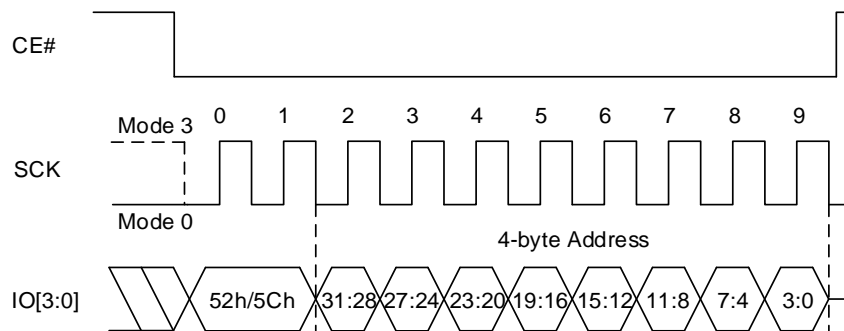 CE#
Mode 3
0 1 2 3 4 5 6 7 8 9
SCK
Mode 0
4-byte Address
IO[3:0]
52h/5Ch 31:28 27:24 23:20 19:16 15:12 11:8 7:4 3:0